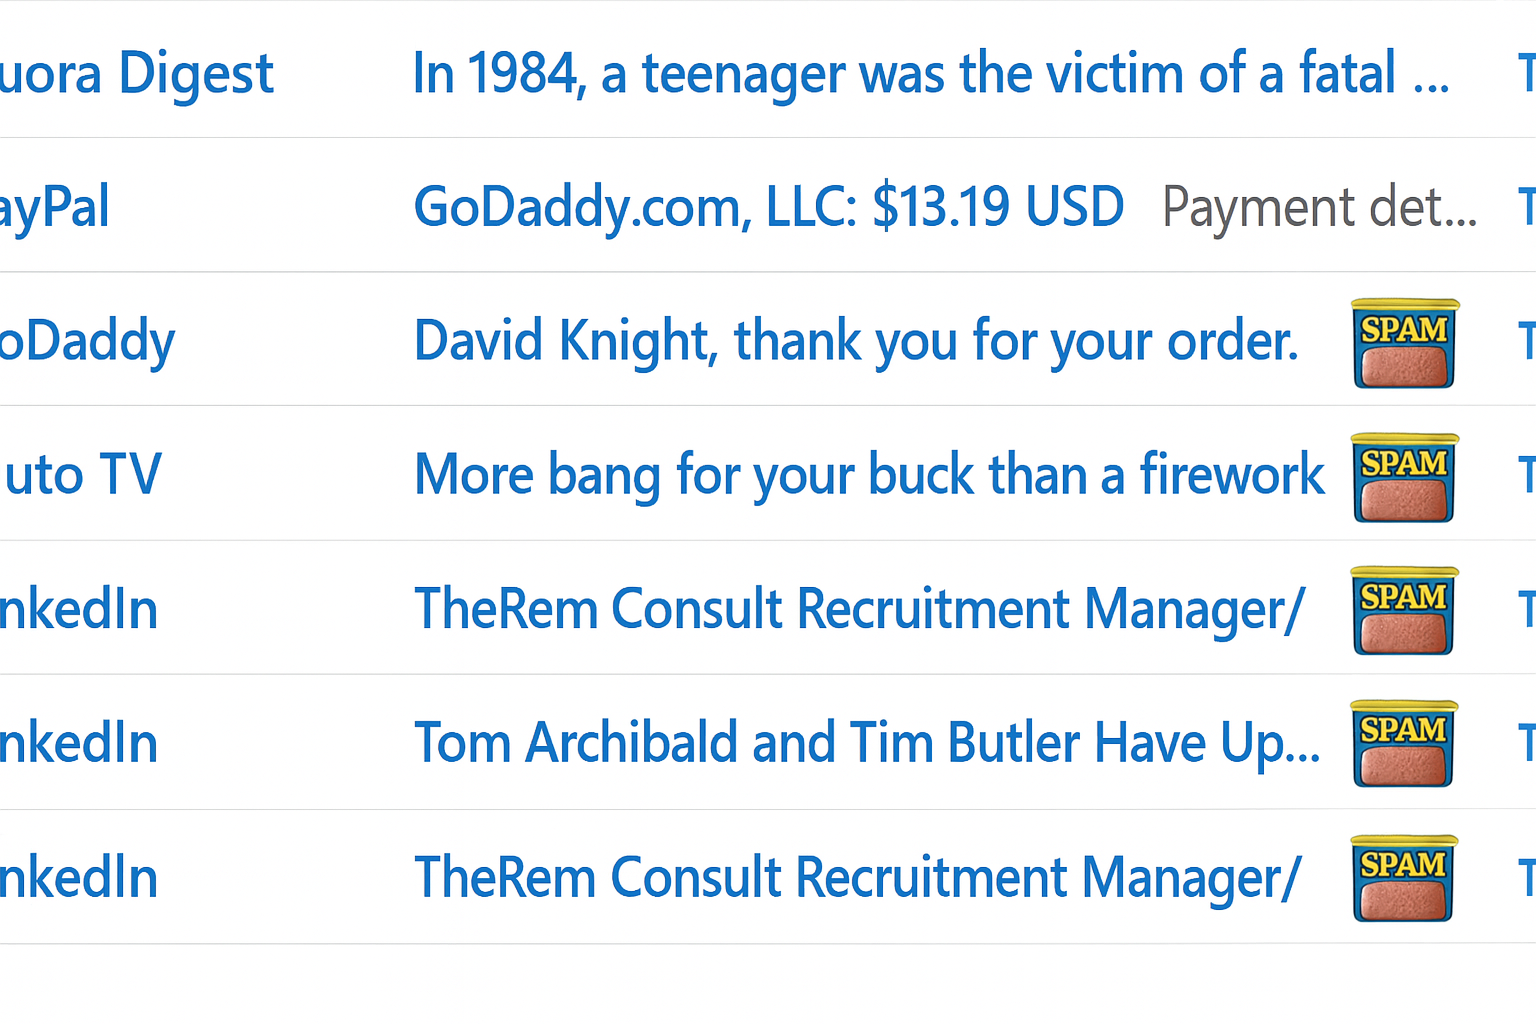 uora Digest In 1984, a teenager was the victim of a fatal ... T
ayPal GoDaddy.com, LLC: $13.19 USD Payment det... T
oDaddy David Knight, thank you for your order. SPAM T
uto TV More bang for your buck than a firework SPAM T
nkedIn TheRem Consult Recruitment Manager/ SPAM T
nkedIn Tom Archibald and Tim Butler Have Up... SPAM T
nkedIn TheRem Consult Recruitment Manager/ SPAM T